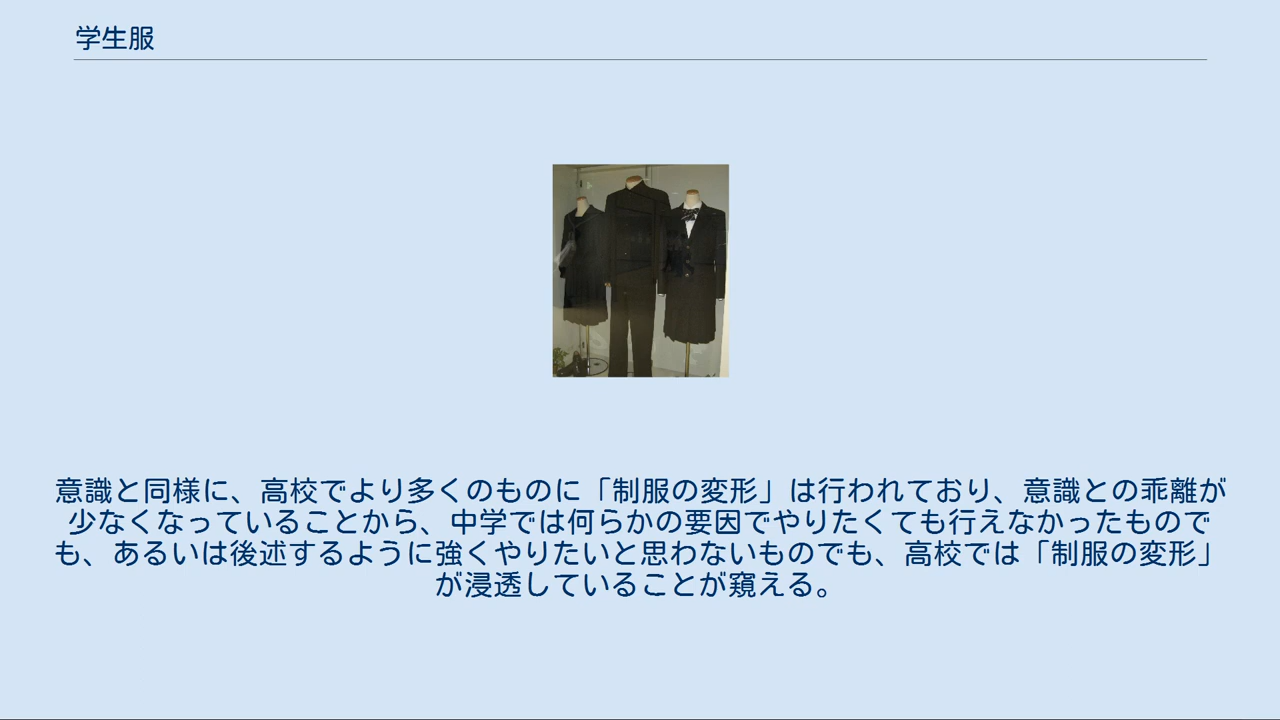 学生服
意識と同様に、高校でより多くのものに「制服の変形」は行われており、意識との乖離が
少なくなっていることから、中学では何らかの要因でやりたくても行えなかったもので
も、あるいは後述するように強くやりたいと思わないものでも、高校では「制服の変形」
が浸透していることが窺える。